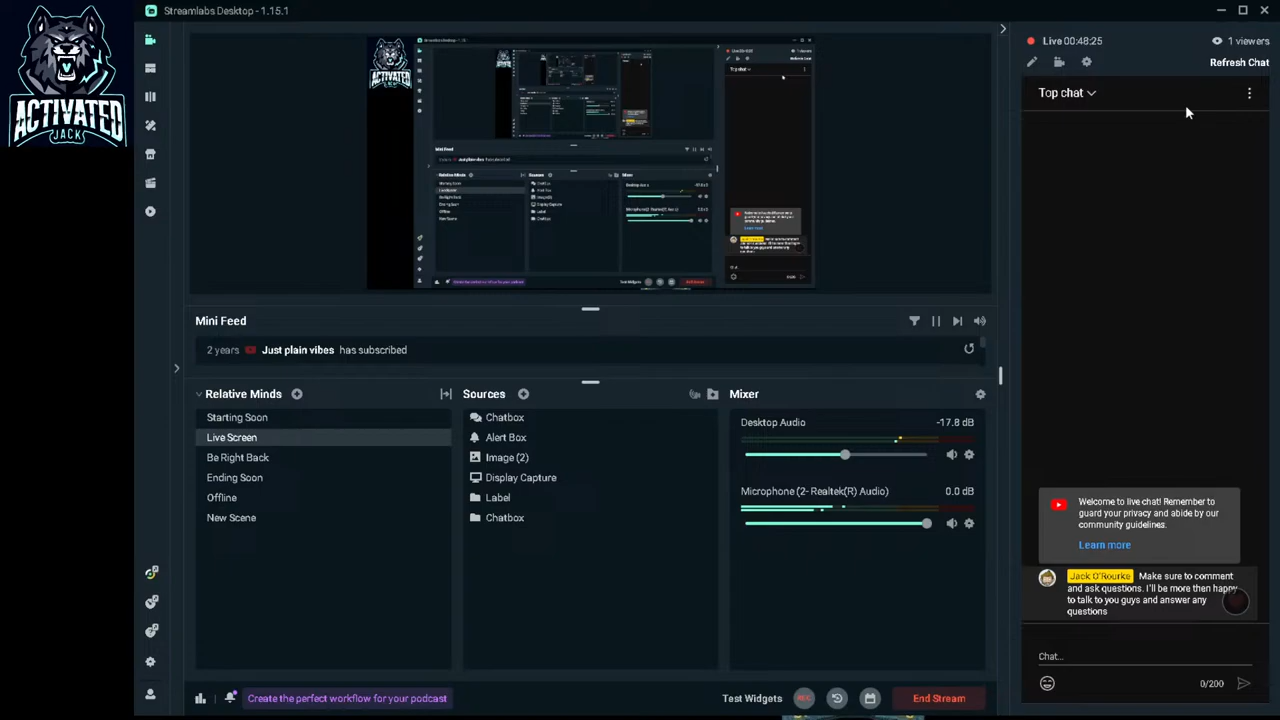 ACTIVATED
JACK
Streamlabs Desktop - 1.15.1
Mini Feed
2 years Just plain vibes has subscribed
Relative Minds
Starting Soon
Live Screen
Be Right Back
Ending Soon
Offline
New Scene
Sources
Chatbox
Alert Box
Image (2)
Display Capture
Label
Chatbox
Mixer
Desktop Audio -17.8 dB
Microphone (2- Realtek(R) Audio) 0.0 dB
Create the perfect workflow for your podcast
Test Widgets
REC
End Stream
Live 00:48:25 1 viewers
Refresh Chat
Top chat
Welcome to live chat! Remember to
guard your privacy and abide by our
community guidelines.
Learn more
Jack O'Rourke Make sure to comment
and ask questions. I'll be more then happy
to talk to you guys and answer any
questions
Chat...
0/200